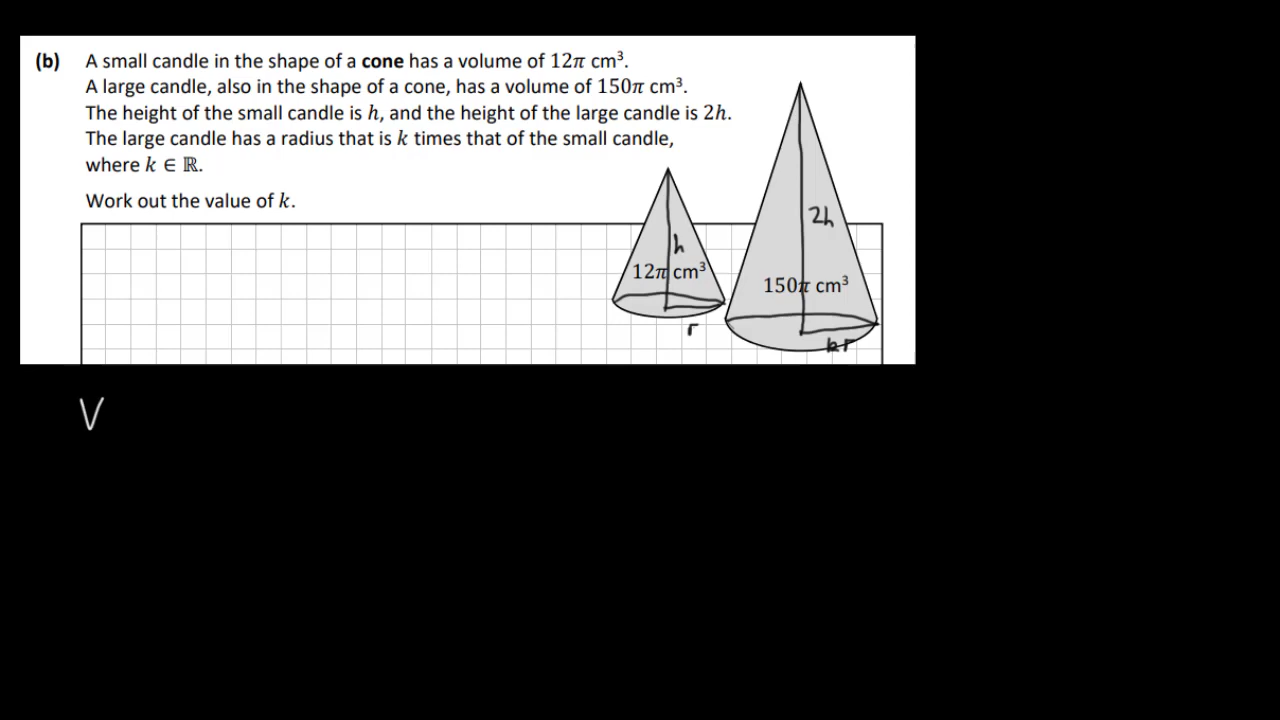 (b) A small candle in the shape of a cone has a volume of 12π cm³.
A large candle, also in the shape of a cone, has a volume of 150π cm³.
The height of the small candle is h, and the height of the large candle is 2h.
The large candle has a radius that is k times that of the small candle,
where k ∈ ℝ.
Work out the value of k.
2h
h
12π cm³
150π cm³
r
kr
V